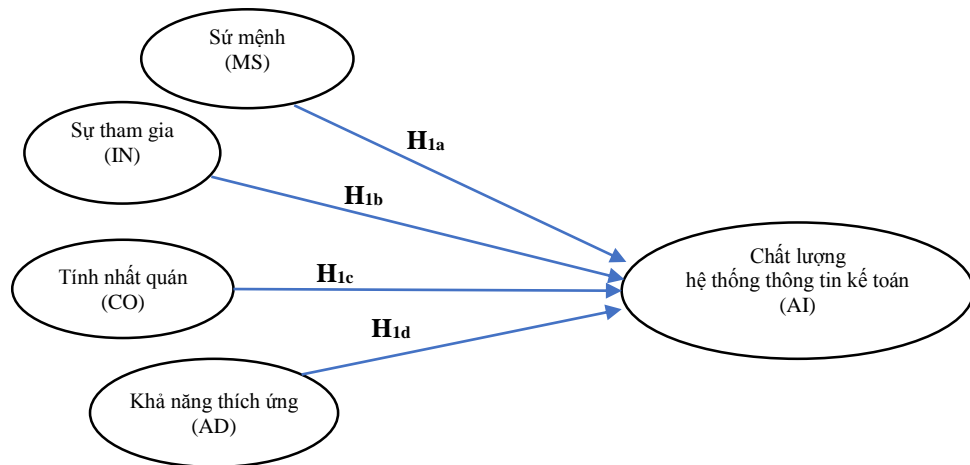 Sứ mệnh
(MS)
H1a
Sự tham gia
(IN)
H1b
Chất lượng
hệ thống thông tin kế toán
(AI)
Tính nhất quán
(CO)
H1c
H1d
Khả năng thích ứng
(AD)